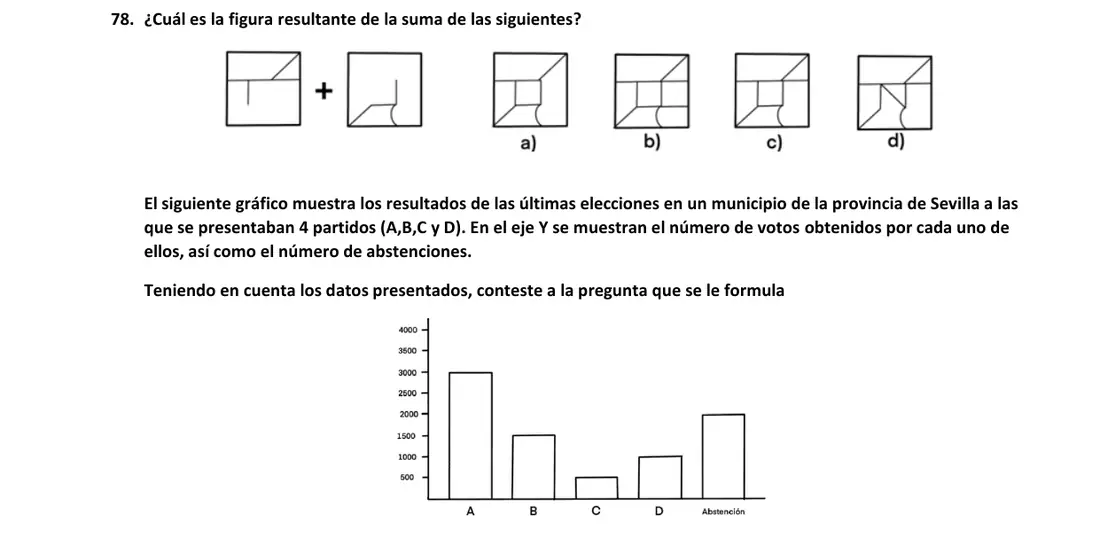 78. ¿Cuál es la figura resultante de la suma de las siguientes?
+
a) b) c) d)
El siguiente gráfico muestra los resultados de las últimas elecciones en un municipio de la provincia de Sevilla a las
que se presentaban 4 partidos (A,B,C y D). En el eje Y se muestran el número de votos obtenidos por cada uno de
ellos, así como el número de abstenciones.
Teniendo en cuenta los datos presentados, conteste a la pregunta que se le formula
4000
3500
3000
2500
2000
1500
1000
500
A B C D Abstención